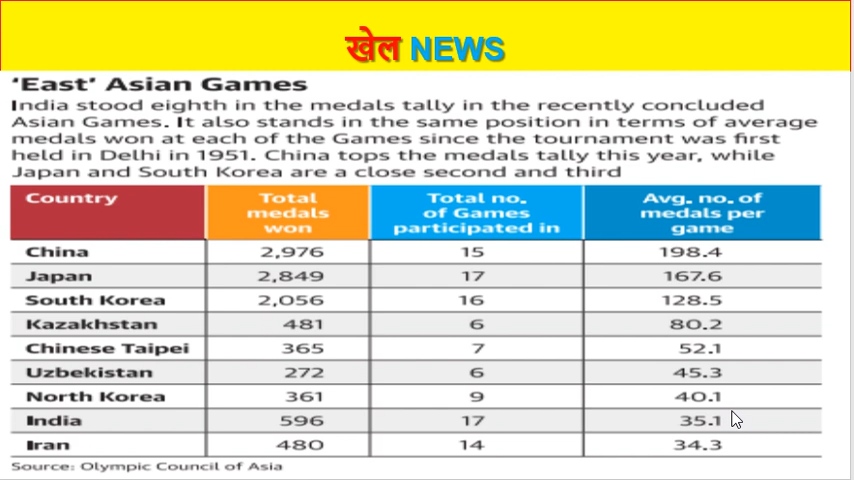 खेल NEWS
‘East’ Asian Games
India stood eighth in the medals tally in the recently concluded
Asian Games. It also stands in the same position in terms of average
medals won at each of the Games since the tournament was first
held in Delhi in 1951. China tops the medals tally this year, while
Japan and South Korea are a close second and third
Country Total medals won Total no. of Games participated in Avg. no. of medals per game
China 2,976 15 198.4
Japan 2,849 17 167.6
South Korea 2,056 16 128.5
Kazakhstan 481 6 80.2
Chinese Taipei 365 7 52.1
Uzbekistan 272 6 45.3
North Korea 361 9 40.1
India 596 17 35.1
Iran 480 14 34.3
Source: Olympic Council of Asia